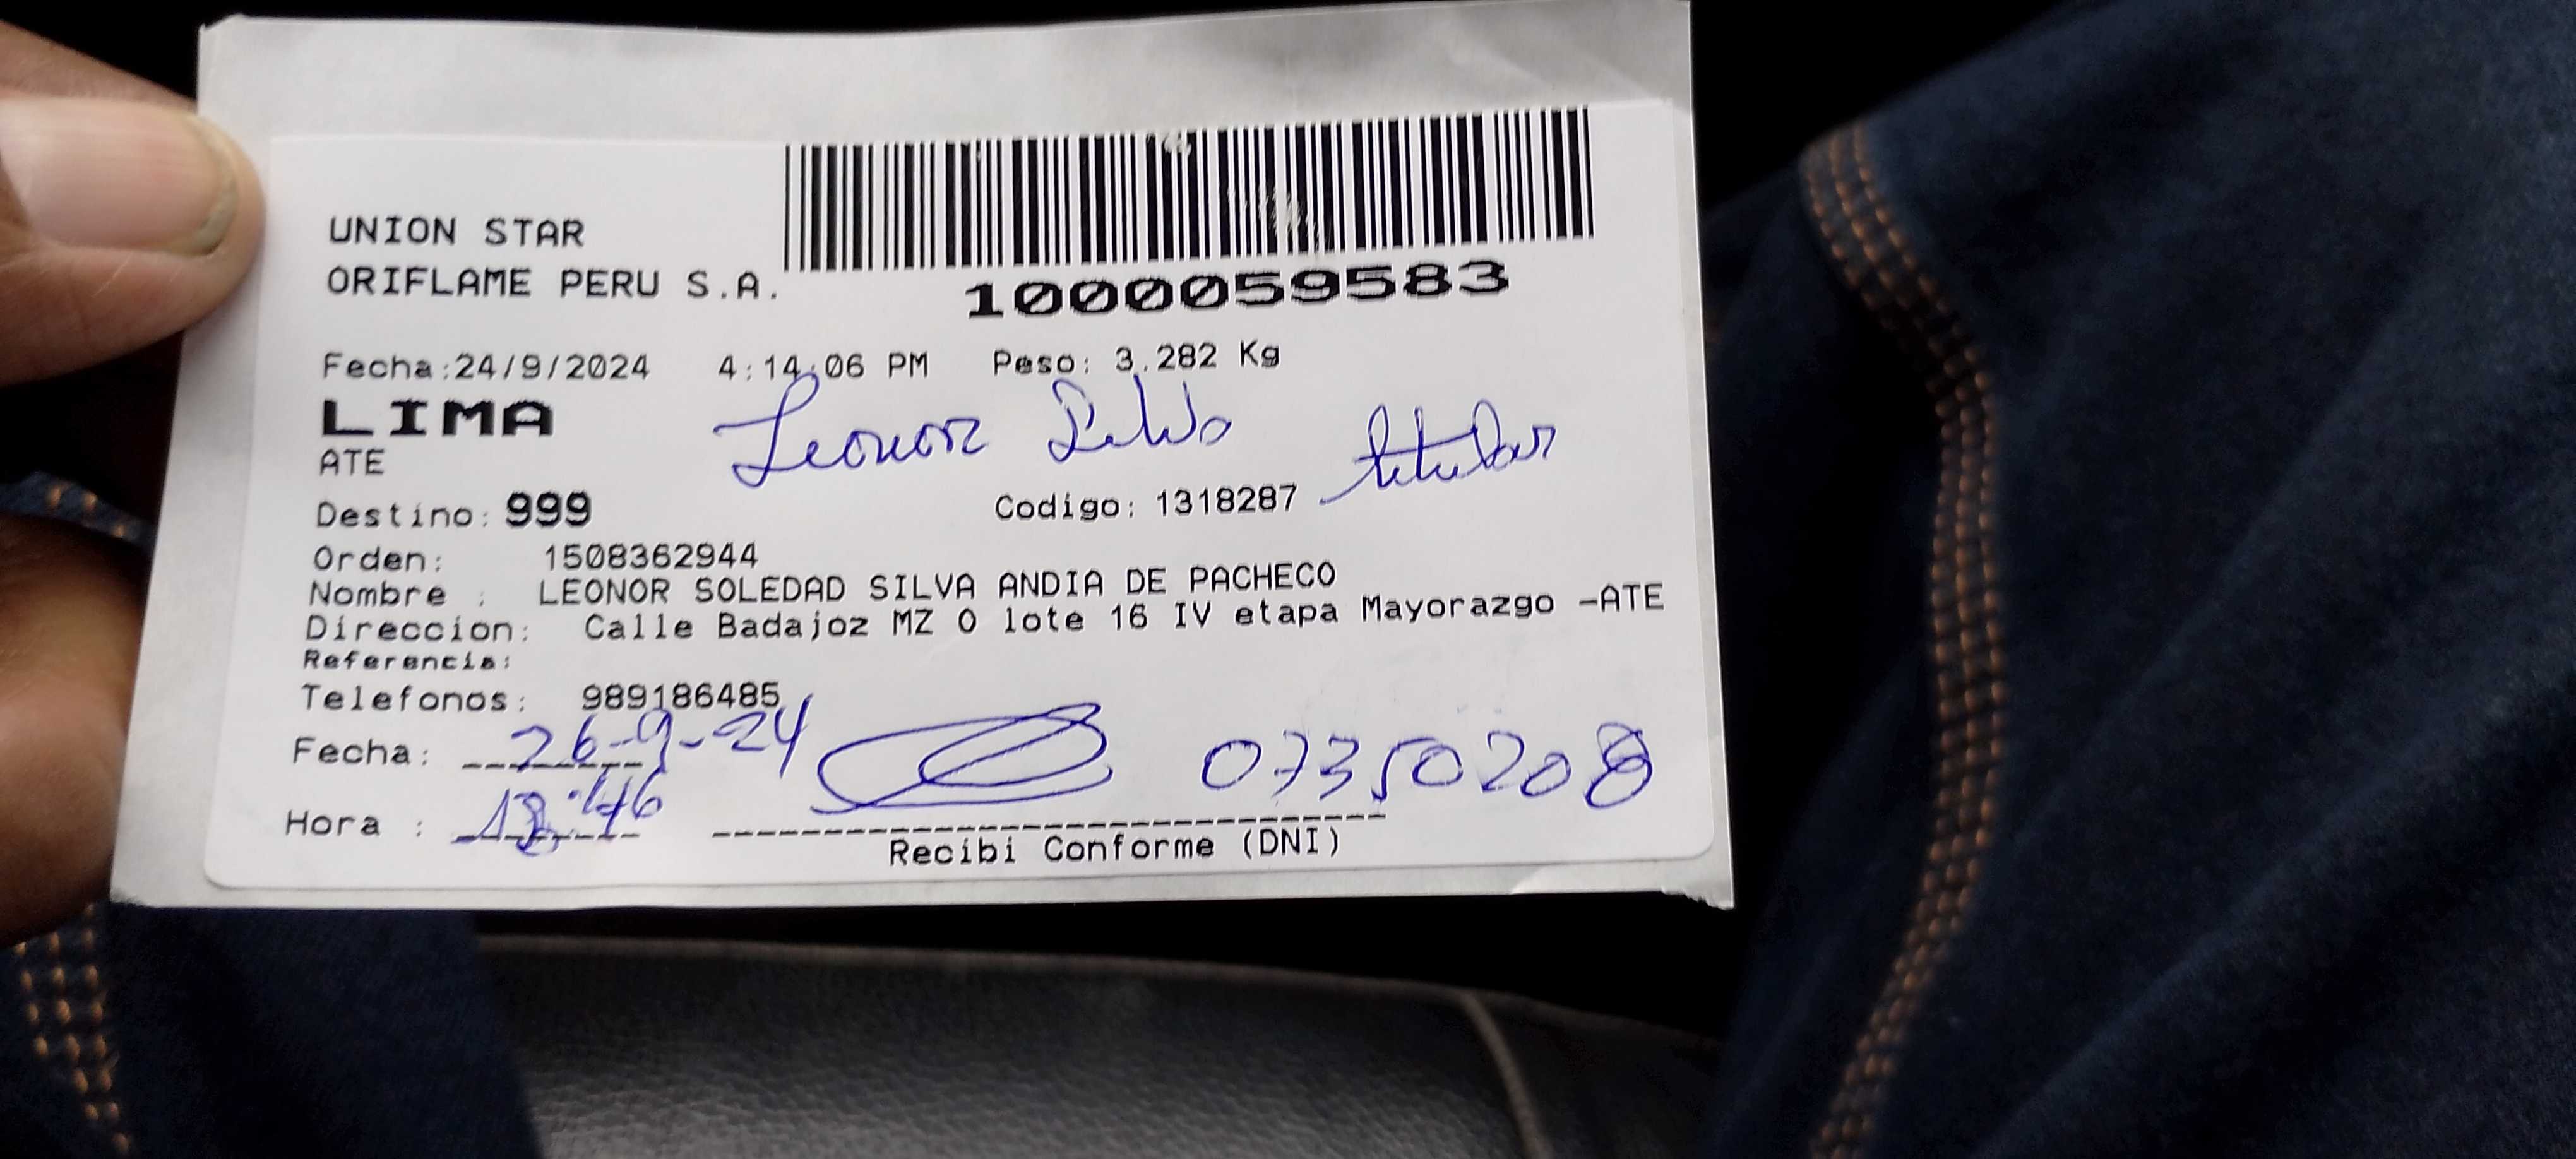 UNION STAR
ORIFLAME PERU S.A.
1000059583
Fecha:24/9/2024 4:14:06 PM Peso: 3.282 Kg
LIMA
Leonor Silva titular
ATE
Destino: 999 Codigo: 1318287
Orden: 1508362944
Nombre : LEONOR SOLEDAD SILVA ANDIA DE PACHECO
Direccion: Calle Badajoz MZ O lote 16 IV etapa Mayorazgo -ATE
Referencia:
Telefonos: 989186485
Fecha: 26-9-24 07350208
Hora :
Recibi Conforme (DNI)